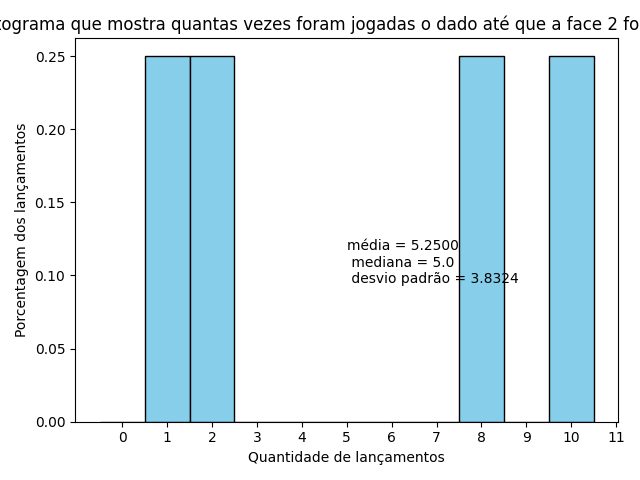 que mostra quantas vezes foram jogadas o dado até que a face 2
Porcentagem dos lançamentos
0.25
0.20
0.15
0.10
0.05
0.00
média = 5.2500
mediana = 5.0
desvio padrão = 3.8324
0 1 2 3 4 5 6 7 8 9 10 11
Quantidade de lançamentos